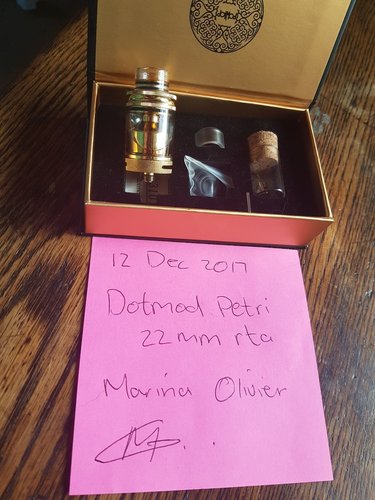 12 Dec 2017
Dotmod Petri
22mm rta
Marina Olivier